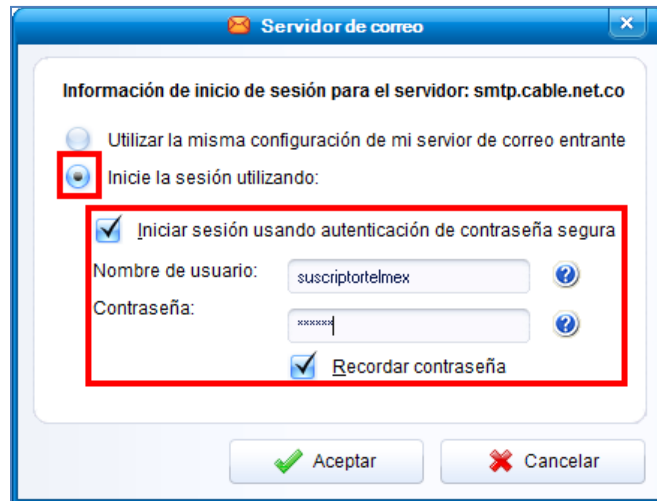 Servidor de correo
Información de inicio de sesión para el servidor: smtp.cable.net.co
Utilizar la misma configuración de mi servior de correo entrante
Inicie la sesión utilizando:
Iniciar sesión usando autenticación de contraseña segura
Nombre de usuario: suscriptortelmex
Contraseña: ××××××
Recordar contraseña
Aceptar Cancelar